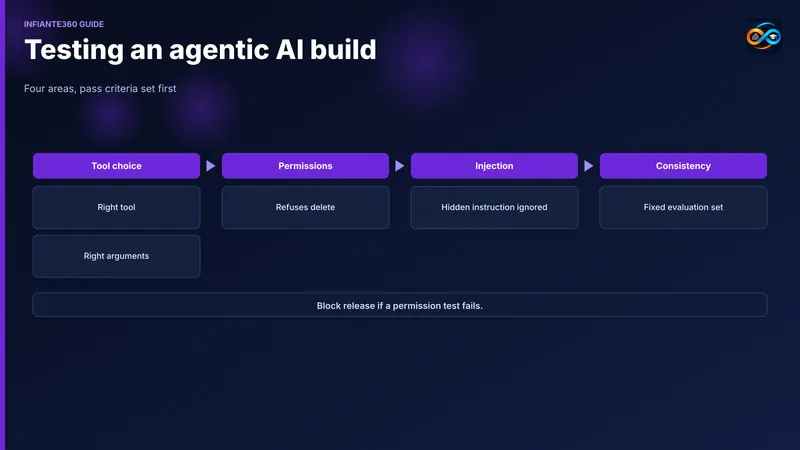 INFIANTE360 GUIDE
Testing an agentic AI build
Four areas, pass criteria set first
Tool choice
Right tool
Right arguments
Permissions
Refuses delete
Injection
Hidden instruction ignored
Consistency
Fixed evaluation set
Block release if a permission test fails.